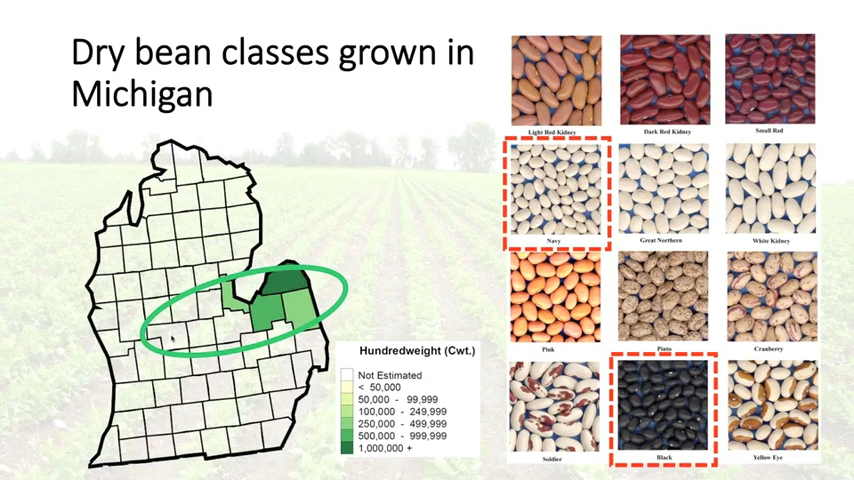 Dry bean classes grown in
Michigan
Light Red Kidney
Dark Red Kidney
Small Red
Navy
Great Northern
White Kidney
Pink
Pinto
Cranberry
Soldier
Black
Yellow Eye
Hundredweight (Cwt.)
Not Estimated
< 50,000
50,000 - 99,999
100,000 - 249,999
250,000 - 499,999
500,000 - 999,999
1,000,000 +